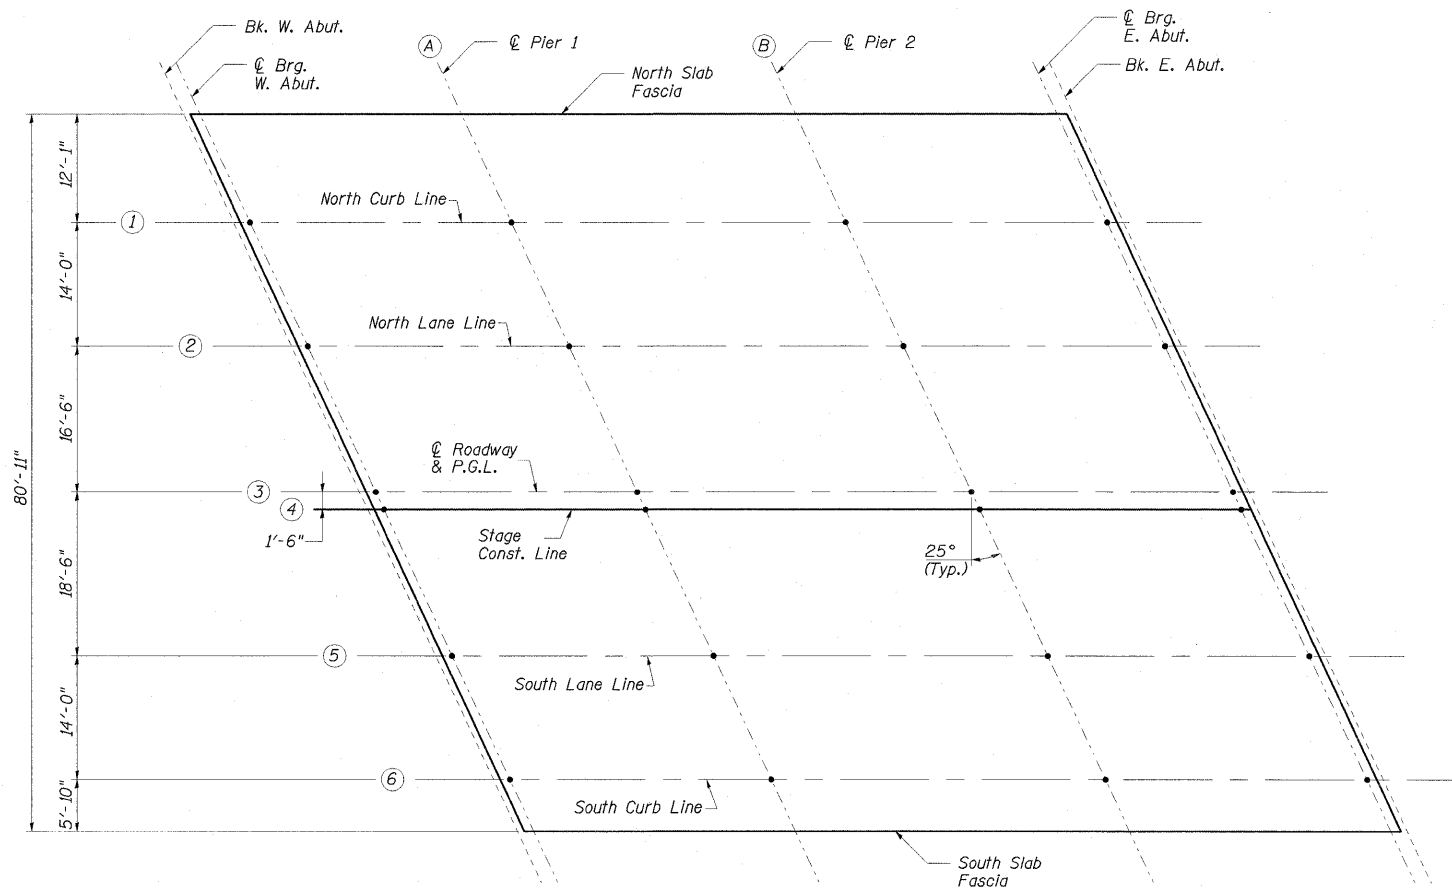 Bk. W. Abut.
℄ Brg.
W. Abut.
A
℄ Pier 1
B
℄ Pier 2
℄ Brg.
E. Abut.
Bk. E. Abut.
North Slab
Fascia
12'-1"
1
North Curb Line
14'-0"
2
North Lane Line
16'-6"
80'-11"
℄ Roadway
& P.G.L.
3
4
1'-6"
Stage
Const. Line
25°
(Typ.)
18'-6"
5
South Lane Line
14'-0"
6
South Curb Line
5'-10"
South Slab
Fascia